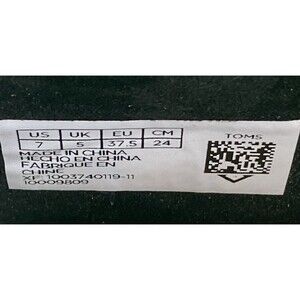 US UK EU CM TOMS
7 5 37.5 24
MADE IN CHINA
HECHO EN CHINA
FABRIQUE EN
CHINE
XF 1003740119-11
10009809